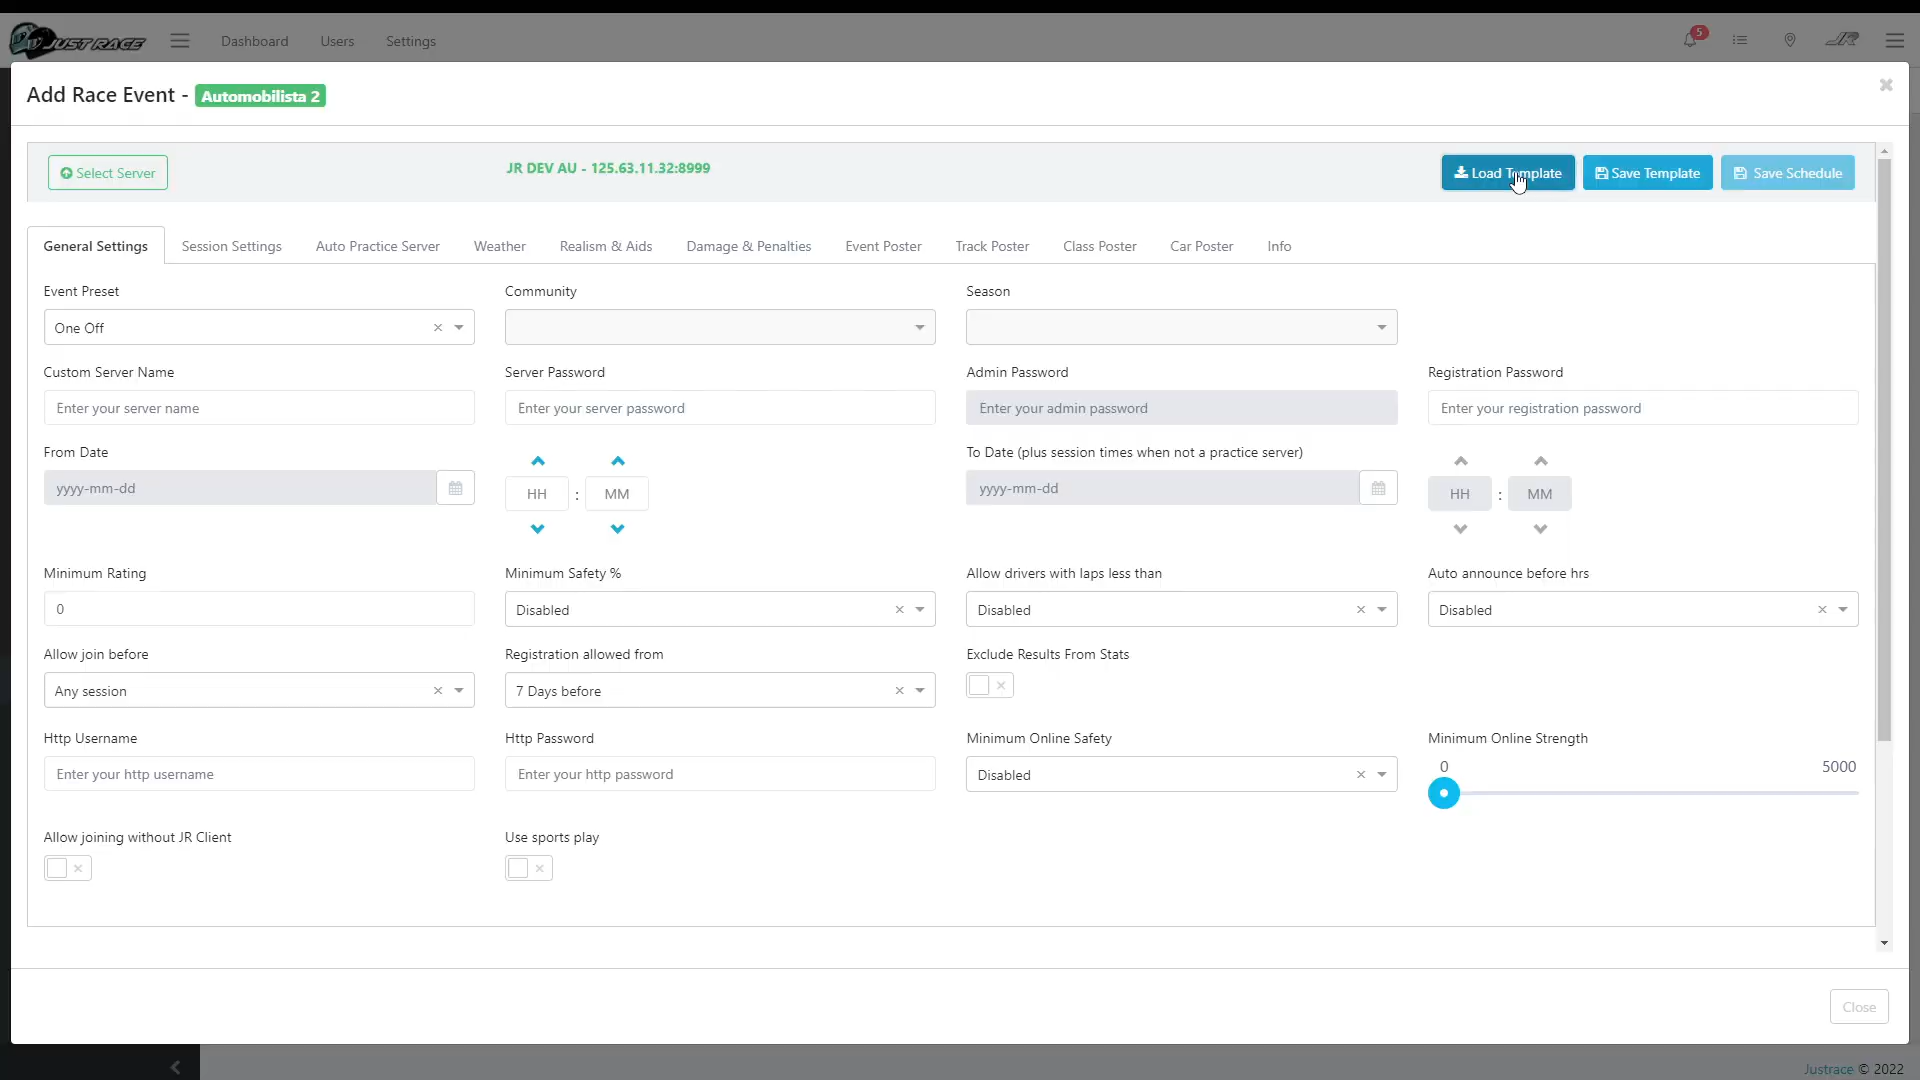 JUST RACE
Dashboard Users Settings
5
JR
Add Race Event - Automobilista 2
Select Server
JR DEV AU - 125.63.11.32:8999
Load Template
Save Template
Save Schedule
General Settings Session Settings Auto Practice Server Weather Realism & Aids Damage & Penalties Event Poster Track Poster Class Poster Car Poster Info
Event Preset Community Season
One Off
Custom Server Name Server Password Admin Password Registration Password
Enter your server name Enter your server password Enter your admin password Enter your registration password
From Date To Date (plus session times when not a practice server)
yyyy-mm-dd HH : MM yyyy-mm-dd HH : MM
Minimum Rating Minimum Safety % Allow drivers with laps less than Auto announce before hrs
0 Disabled Disabled Disabled
Allow join before Registration allowed from Exclude Results From Stats
Any session 7 Days before
Http Username Http Password Minimum Online Safety Minimum Online Strength
0 5000
Enter your http username Enter your http password Disabled
Allow joining without JR Client Use sports play
Close
Justrace © 2022